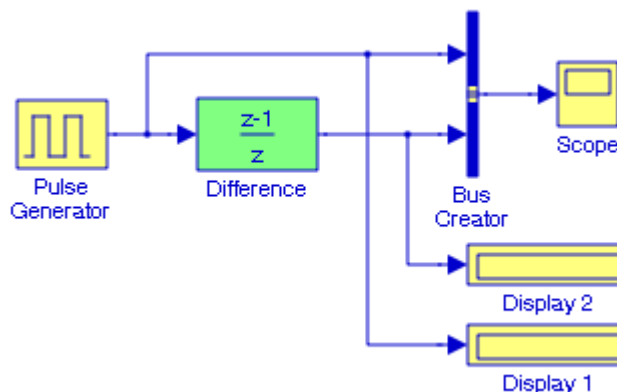 z-1
z
Pulse
Generator
Difference
Bus
Creator
Scope
Display 2
Display 1